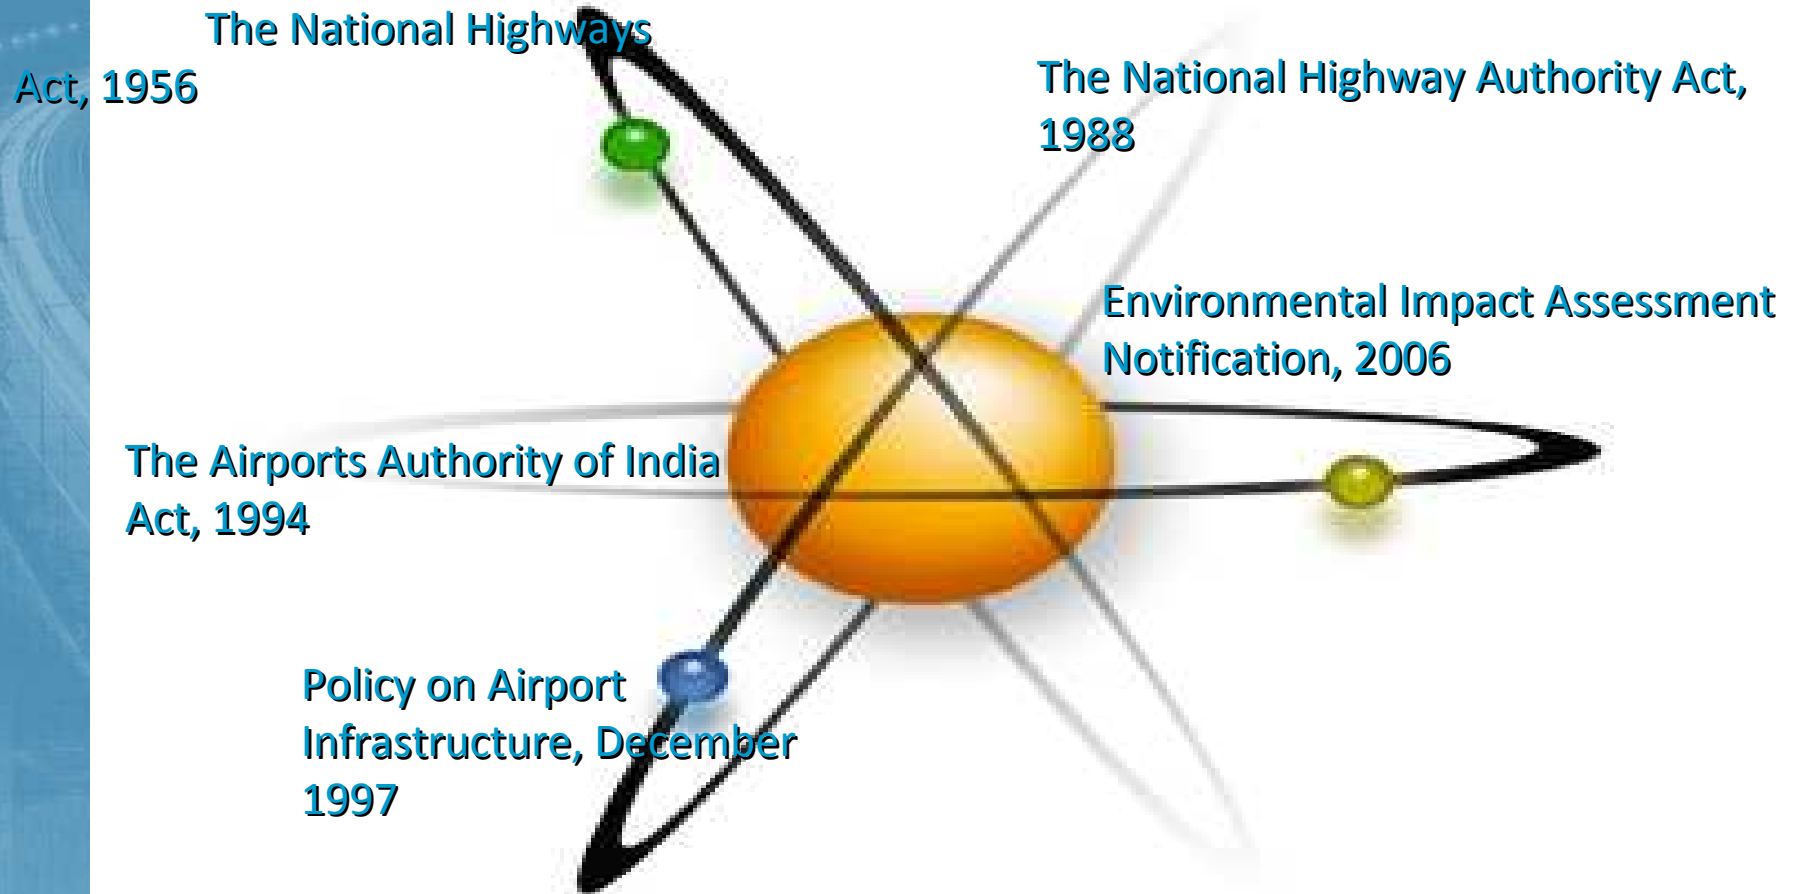 The National Highways
Act, 1956
The National Highway Authority Act,
1988
Environmental Impact Assessment
Notification, 2006
The Airports Authority of India
Act, 1994
Policy on Airport
Infrastructure, December
1997